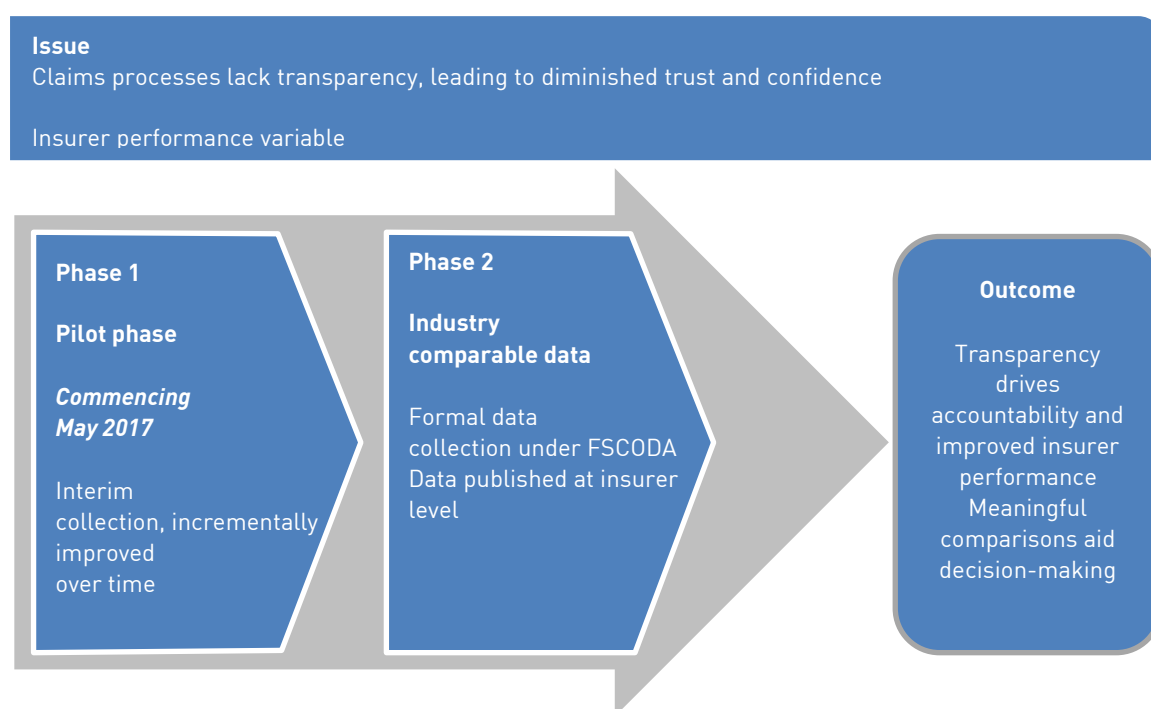 Issue
Claims processes lack transparency, leading to diminished trust and confidence
Insurer performance variable
Phase 1
Pilot phase
Commencing
May 2017
Interim
collection, incrementally
improved
over time
Phase 2
Industry
comparable data
Formal data
collection under FSCODA
Data published at insurer
level
Outcome
Transparency
drives
accountability and
improved insurer
performance
Meaningful
comparisons aid
decision-making